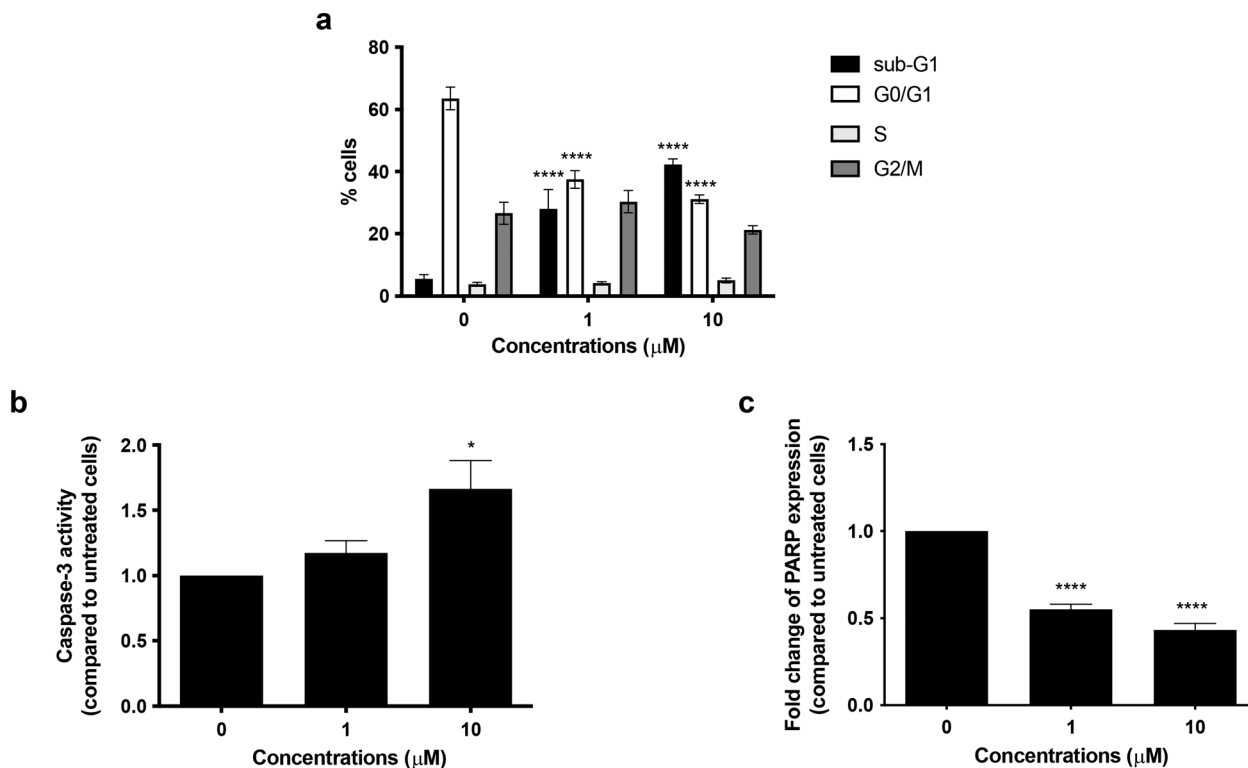 a
80
60
40
20
0
% cells
**** **** **** ****
0 1 10
Concentrations (μM)
sub-G1
G0/G1
S
G2/M
b
2.0
1.5
1.0
0.5
0.0
Caspase-3 activity
(compared to untreated cells)
*
0 1 10
Concentrations (μM)
c
1.5
1.0
0.5
0.0
Fold change of PARP expression
(compared to untreated cells)
**** ****
0 1 10
Concentrations (μM)